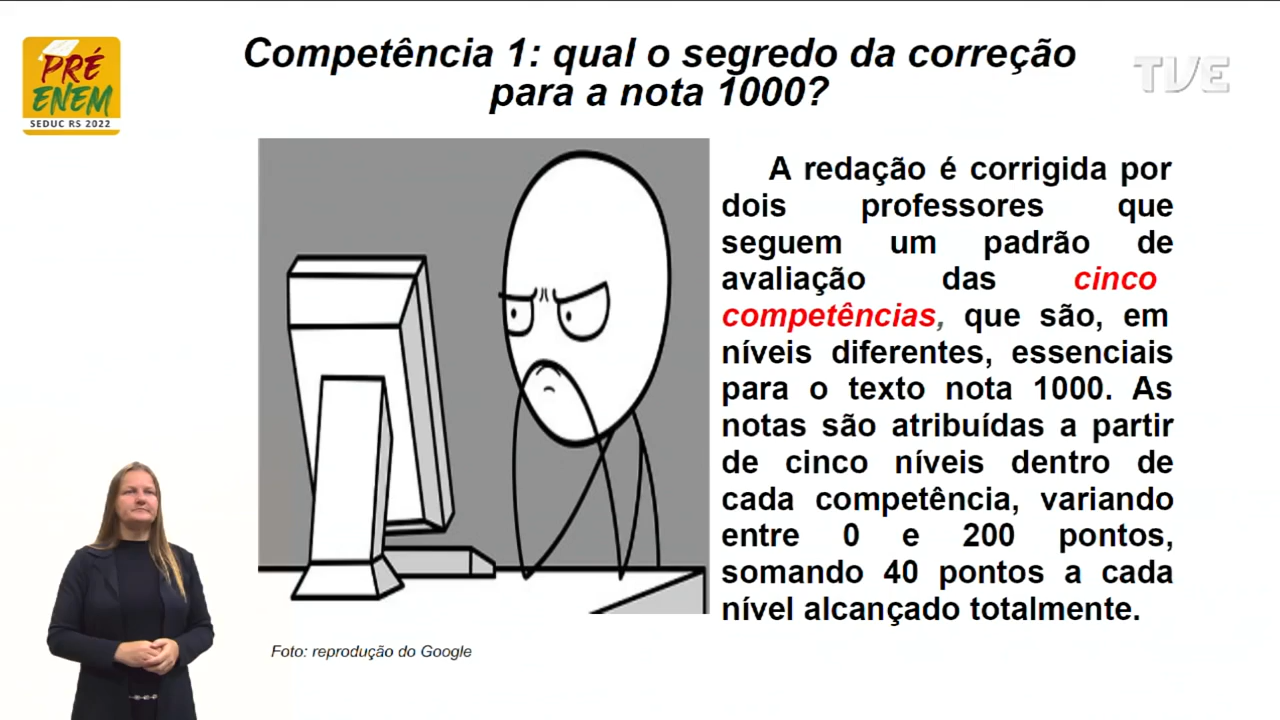 PRÉ
ENEM
SEDUC RS 2022
Competência 1: qual o segredo da correção
para a nota 1000?
TVE
A redação é corrigida por
dois professores que
seguem um padrão de
avaliação das cinco
competências, que são, em
níveis diferentes, essenciais
para o texto nota 1000. As
notas são atribuídas a partir
de cinco níveis dentro de
cada competência, variando
entre 0 e 200 pontos,
somando 40 pontos a cada
nível alcançado totalmente.
Foto: reprodução do Google